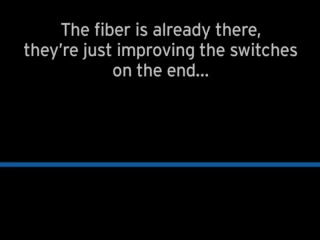 The fiber is already there,
they're just improving the switches
on the end...